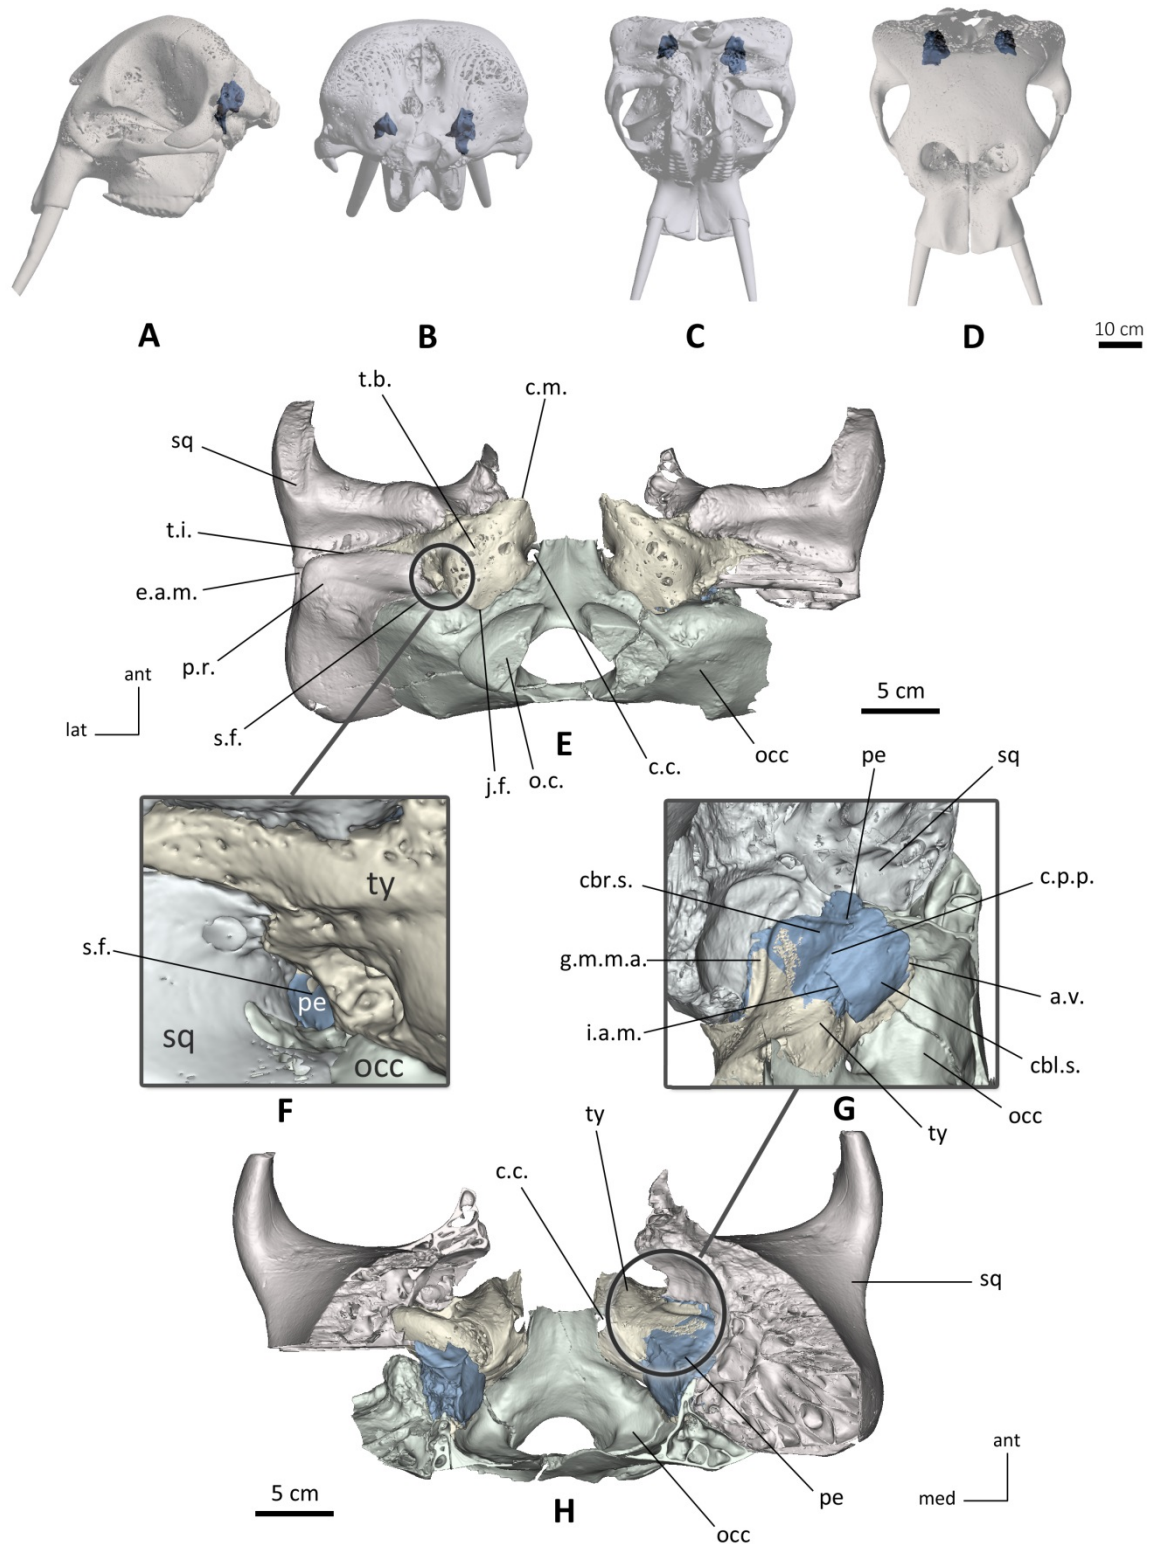 A
B
C
D
10 cm
t.b.
c.m.
sq
t.i.
e.a.m.
p.r.
s.f.
ant
lat
5 cm
E
j.f.
o.c.
c.c.
occ
pe
sq
ty
s.f.
pe
sq
occ
F
cbr.s.
c.p.p.
g.m.m.a.
a.v.
i.a.m.
cbl.s.
occ
ty
G
ty
c.c.
sq
5 cm
H
pe
occ
ant
med